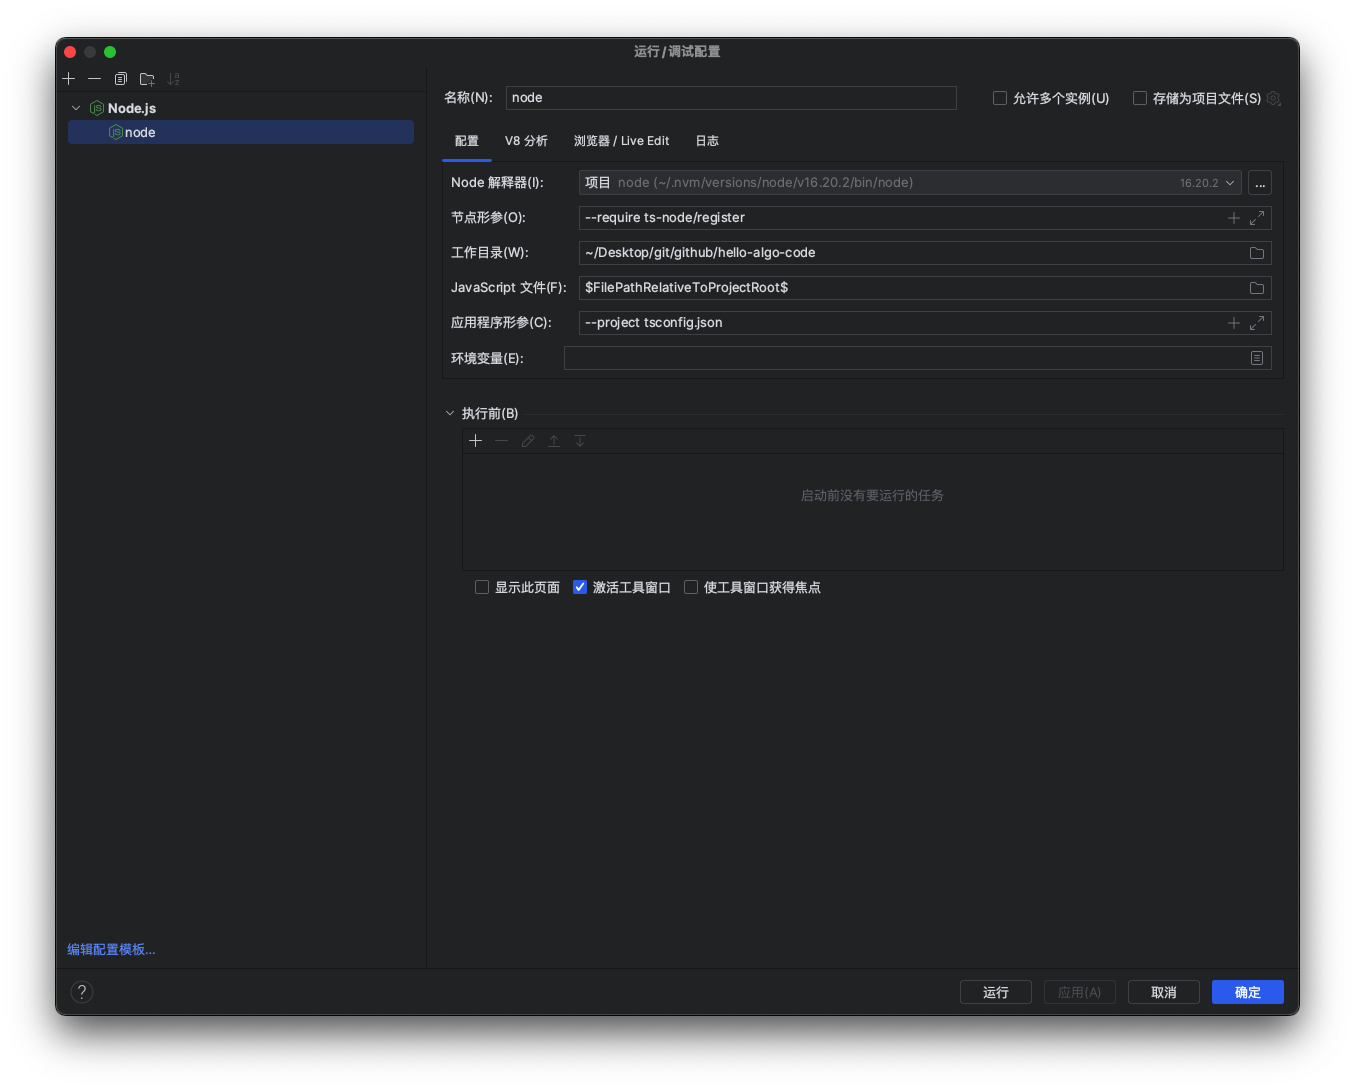 运行/调试配置
Node.js
node
名称(N):
node
允许多个实例(U)
存储为项目文件(S)
配置
V8 分析
浏览器 / Live Edit
日志
Node 解释器(I):
项目 node (~/.nvm/versions/node/v16.20.2/bin/node)
16.20.2
...
节点形参(O):
--require ts-node/register
工作目录(W):
~/Desktop/git/github/hello-algo-code
JavaScript 文件(F):
$FilePathRelativeToProjectRoot$
应用程序形参(C):
--project tsconfig.json
环境变量(E):
执行前(B)
启动前没有要运行的任务
显示此页面
激活工具窗口
使工具窗口获得焦点
编辑配置模板...
?
运行
应用(A)
取消
确定